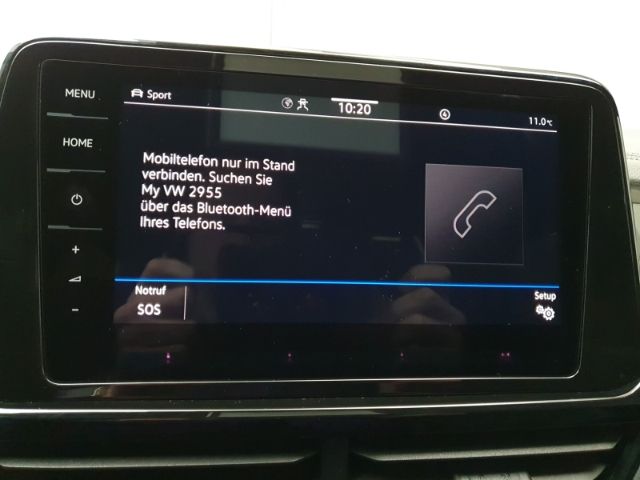 MENU
Sport
10:20
4
11.0°C
HOME
Mobiltelefon nur im Stand
verbinden. Suchen Sie
My VW 2955
über das Bluetooth-Menü
Ihres Telefons.
+
-
Notruf
SOS
Setup